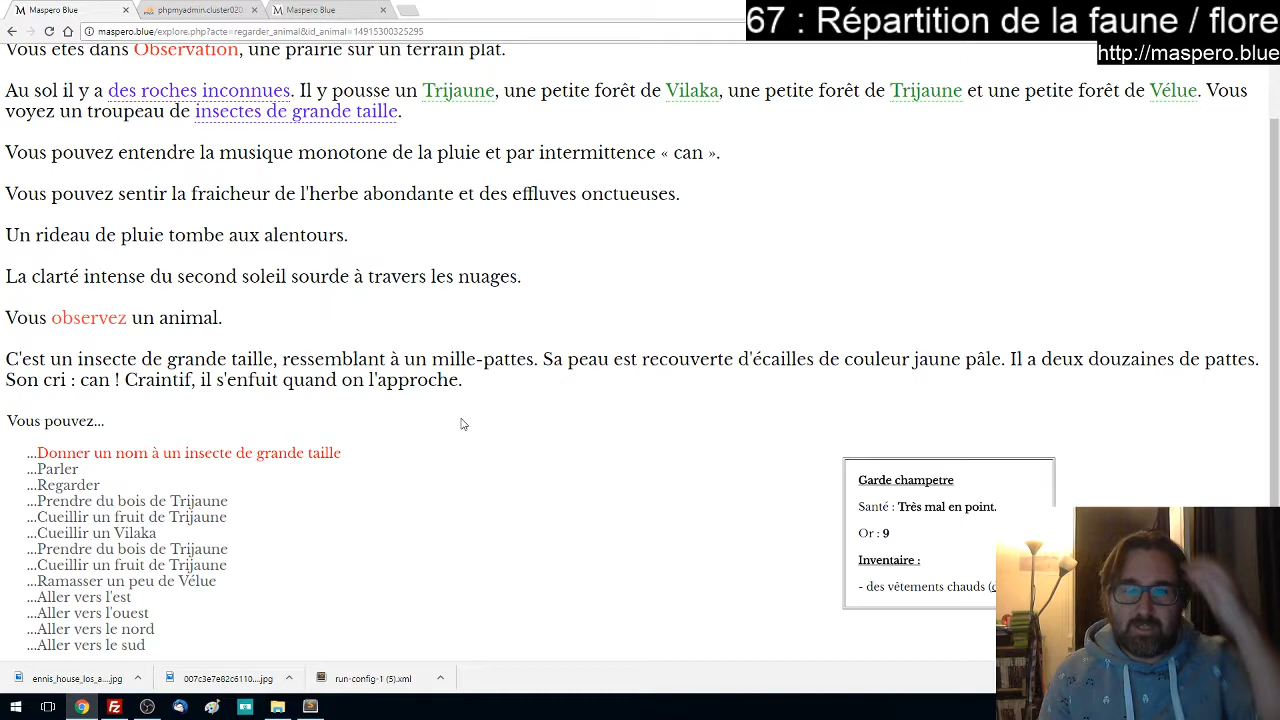 Maspero Blue
phpmyadmin.cluster020.
Maspero Blue
67 : Répartition de la faune / flore
http://maspero.blue
maspero.blue/explore.php?acte=regarder_animal&id_animal=14915300325295
Vous êtes dans Observation, une prairie sur un terrain plat.
Au sol il y a des roches inconnues. Il y pousse un Trijaune, une petite forêt de Vilaka, une petite forêt de Trijaune et une petite forêt de Vélue. Vous
voyez un troupeau de insectes de grande taille.
Vous pouvez entendre la musique monotone de la pluie et par intermittence « can ».
Vous pouvez sentir la fraicheur de l'herbe abondante et des effluves onctueuses.
Un rideau de pluie tombe aux alentours.
La clarté intense du second soleil sourde à travers les nuages.
Vous observez un animal.
C'est un insecte de grande taille, ressemblant à un mille-pattes. Sa peau est recouverte d'écailles de couleur jaune pâle. Il a deux douzaines de pattes.
Son cri : can ! Craintif, il s'enfuit quand on l'approche.
Vous pouvez...
...Donner un nom à un insecte de grande taille
...Parler
...Regarder
...Prendre du bois de Trijaune
...Cueillir un fruit de Trijaune
...Cueillir un Vilaka
...Prendre du bois de Trijaune
...Cueillir un fruit de Trijaune
...Ramasser un peu de Vélue
...Aller vers l'est
...Aller vers l'ouest
...Aller vers le nord
...Aller vers le sud
Garde champetre
Santé : Très mal en point.
Or : 9
Inventaire :
- des vêtements chauds (
ennis_house_los_a....jpg
007c3e7e82c6110....jpg
run-config-1 (5).xml